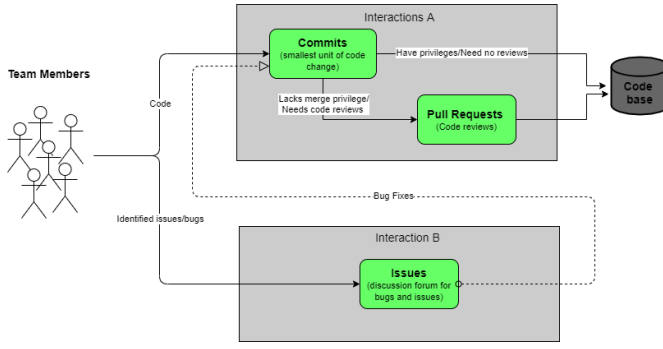 Interactions A
Commits
(smallest unit of code
change)
Have privileges/Need no reviews
Team Members
Code
base
Code
Lacks merge privilege/
Needs code reviews
Pull Requests
(Code reviews)
Bug Fixes
Identified issues/bugs
Interaction B
Issues
(discussion forum for
bugs and issues)